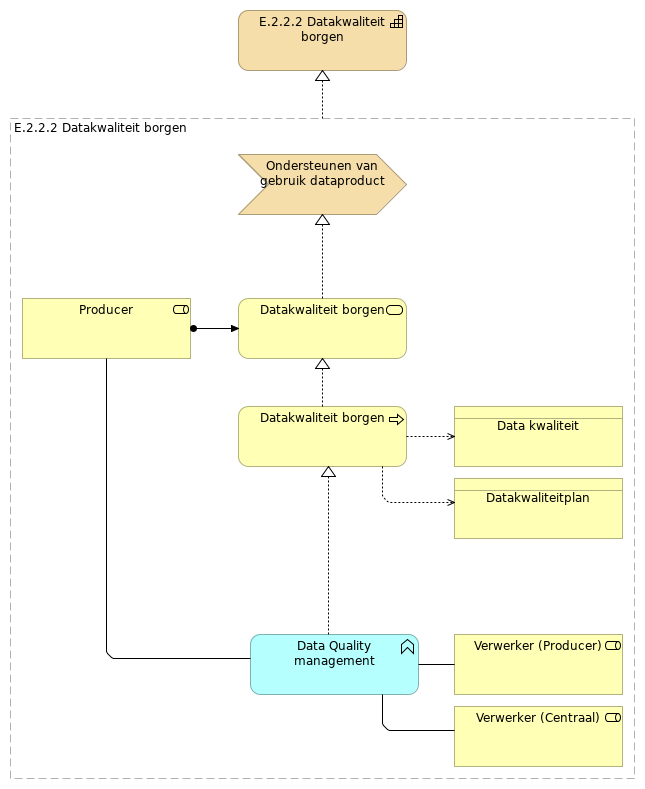 E.2.2.2 Datakwaliteit
borgen
E.2.2.2 Datakwaliteit borgen
Ondersteunen van
gebruik dataproduct
Producer
Datakwaliteit borgen
Datakwaliteit borgen
Data kwaliteit
Datakwaliteitplan
Data Quality
management
Verwerker (Producer)
Verwerker (Centraal)